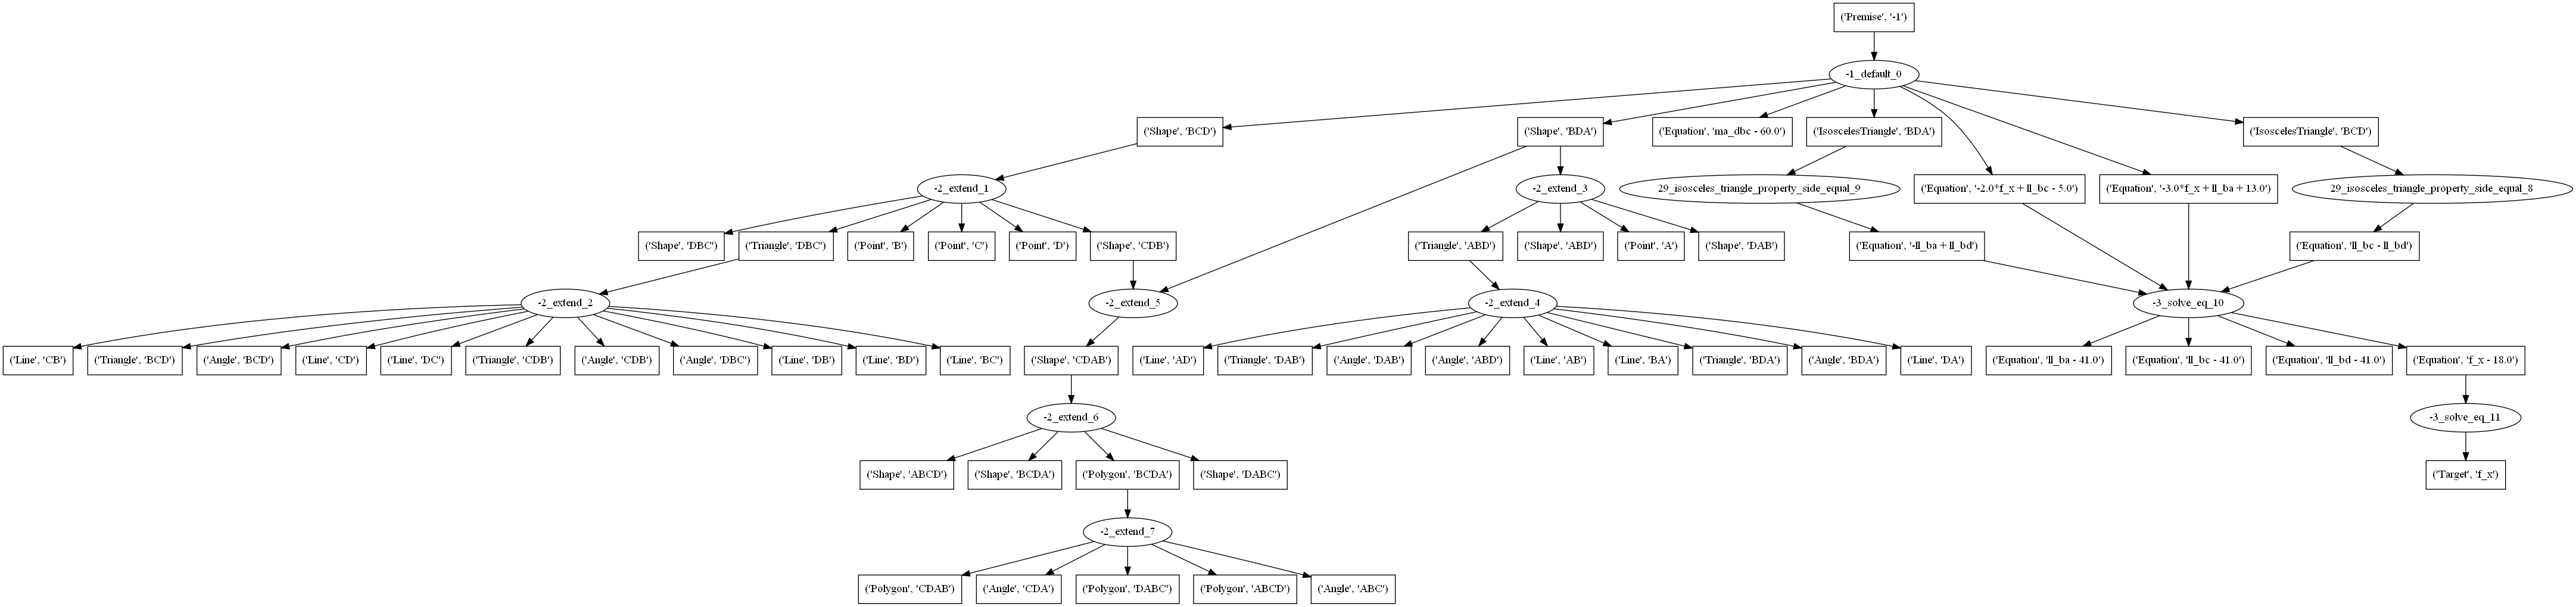 ('Premise', '-1')
-1_default_0
('Shape', 'BCD')
('Shape', 'BDA')
('Equation', 'ma_dbc - 60.0')
('IsoscelesTriangle', 'BDA')
('IsoscelesTriangle', 'BCD')
-2_extend_1
-2_extend_3
29_isosceles_triangle_property_side_equal_9
('Equation', '-2.0*f_x + ll_bc - 5.0')
('Equation', '-3.0*f_x + ll_ba + 13.0')
29_isosceles_triangle_property_side_equal_8
('Shape', 'DBC')
('Triangle', 'DBC')
('Point', 'B')
('Point', 'C')
('Point', 'D')
('Shape', 'CDB')
('Triangle', 'ABD')
('Shape', 'ABD')
('Point', 'A')
('Shape', 'DAB')
('Equation', '-ll_ba + ll_bd')
('Equation', 'll_bc - ll_bd')
-2_extend_2
-2_extend_5
-2_extend_4
-3_solve_eq_10
('Line', 'CB')
('Triangle', 'BCD')
('Angle', 'BCD')
('Line', 'CD')
('Line', 'DC')
('Triangle', 'CDB')
('Angle', 'CDB')
('Angle', 'DBC')
('Line', 'DB')
('Line', 'BD')
('Line', 'BC')
('Shape', 'CDAB')
('Line', 'AD')
('Triangle', 'DAB')
('Angle', 'DAB')
('Angle', 'ABD')
('Line', 'AB')
('Line', 'BA')
('Triangle', 'BDA')
('Angle', 'BDA')
('Line', 'DA')
('Equation', 'll_ba - 41.0')
('Equation', 'll_bc - 41.0')
('Equation', 'll_bd - 41.0')
('Equation', 'f_x - 18.0')
-2_extend_6
-3_solve_eq_11
('Shape', 'ABCD')
('Shape', 'BCDA')
('Polygon', 'BCDA')
('Shape', 'DABC')
('Target', 'f_x')
-2_extend_7
('Polygon', 'CDAB')
('Angle', 'CDA')
('Polygon', 'DABC')
('Polygon', 'ABCD')
('Angle', 'ABC')